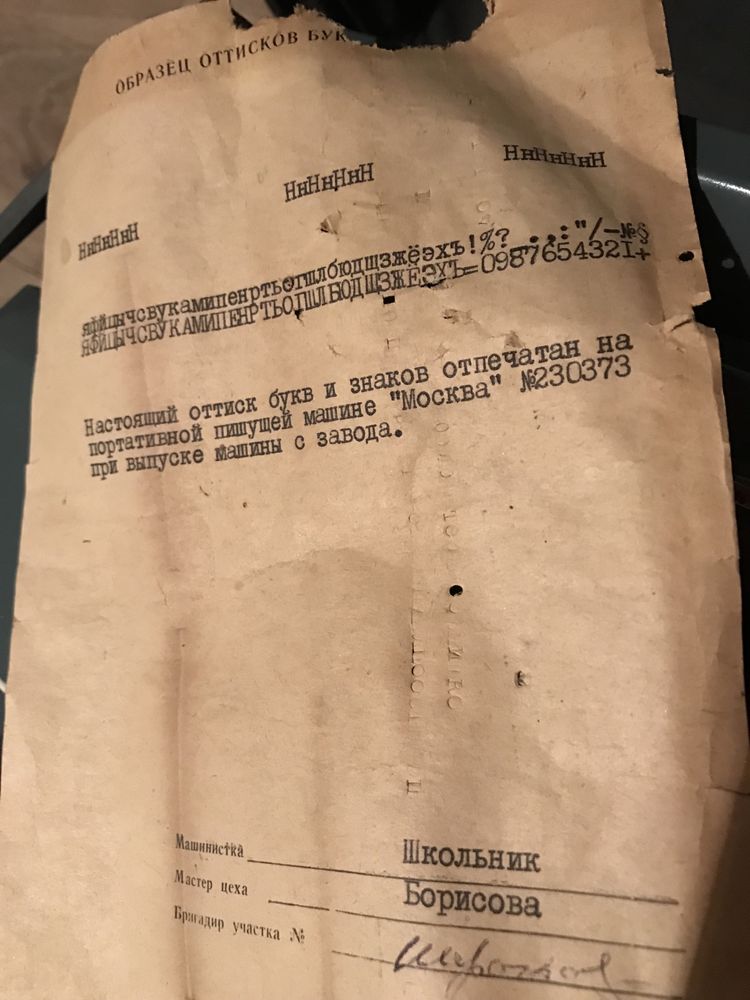 ОБРАЗЕЦ ОТТИСКОВ БУК
НнНнНнН НнНнНнН НнНнНнН
яфйцычсвукамипенртьогшлбюдщзжёэхъ!%?_.,:"/–№§
ЯФЙЦЫЧСВУКАМИПЕНРТЬОГШЛБЮДЩЗЖЁЭХЪ=0987654321+
Настоящий оттиск букв и знаков отпечатан на
портативной пишущей машине "Москва" №230373
при выпуске машины с завода.
Машинистка Школьник
Мастер цеха Борисова
Бригадир участка №